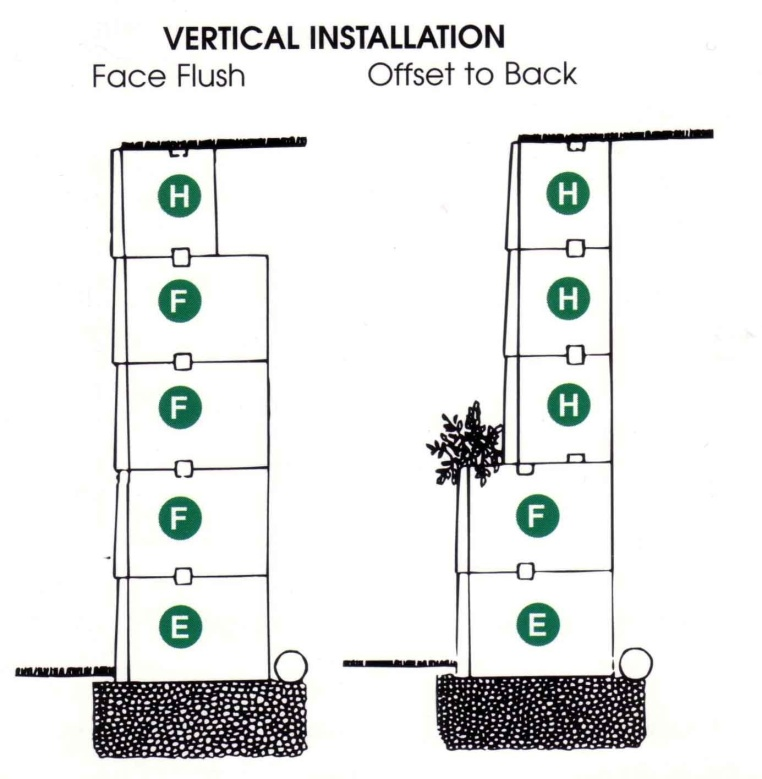 VERTICAL INSTALLATION
Face Flush Offset to Back
H H
F H
F H
F F
E E